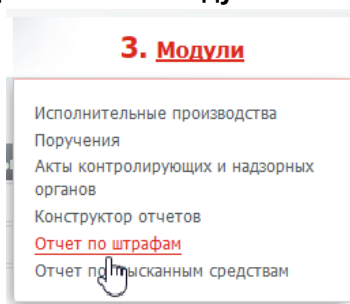 3. Модули
Исполнительные производства
Поручения
Акты контролирующих и надзорных
органов
Конструктор отчетов
Отчет по штрафам
Отчет средствам